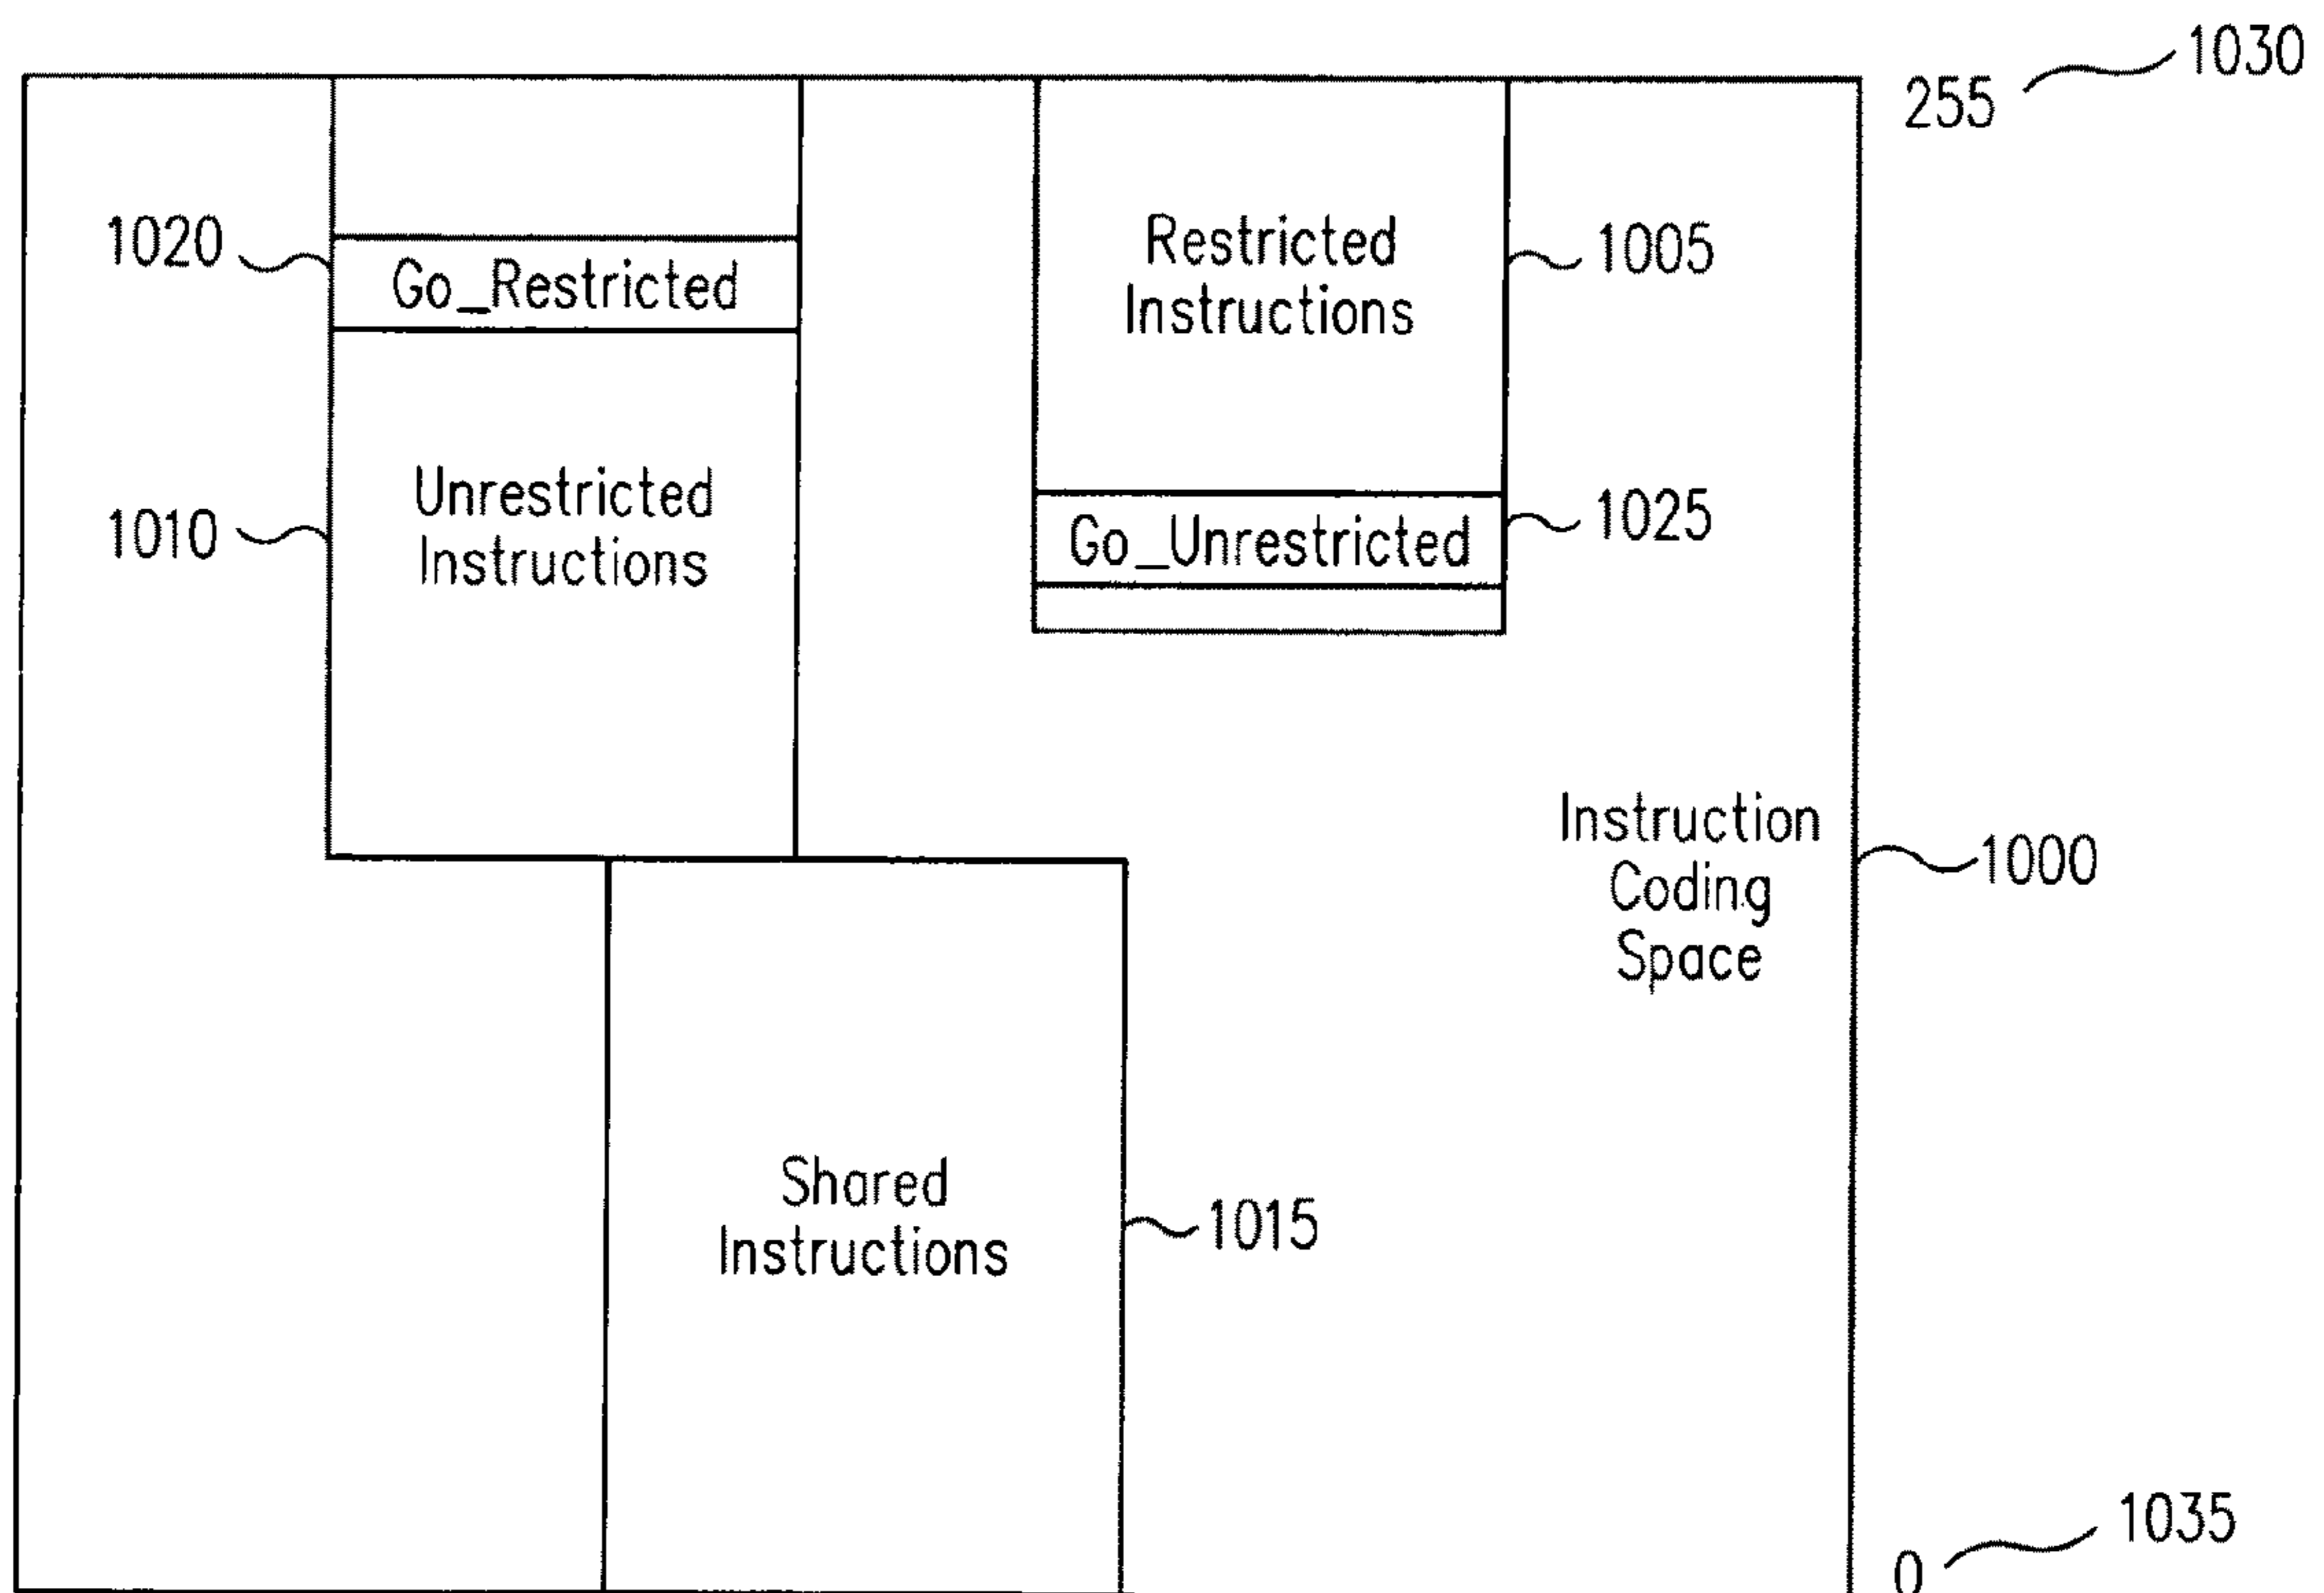 1030
255
1020
Go_Restricted
Restricted
Instructions
1005
1010
Unrestricted
Instructions
1025
Go_Unrestricted
Instruction
Coding
Space
1000
Shared
Instructions
1015
1035
0